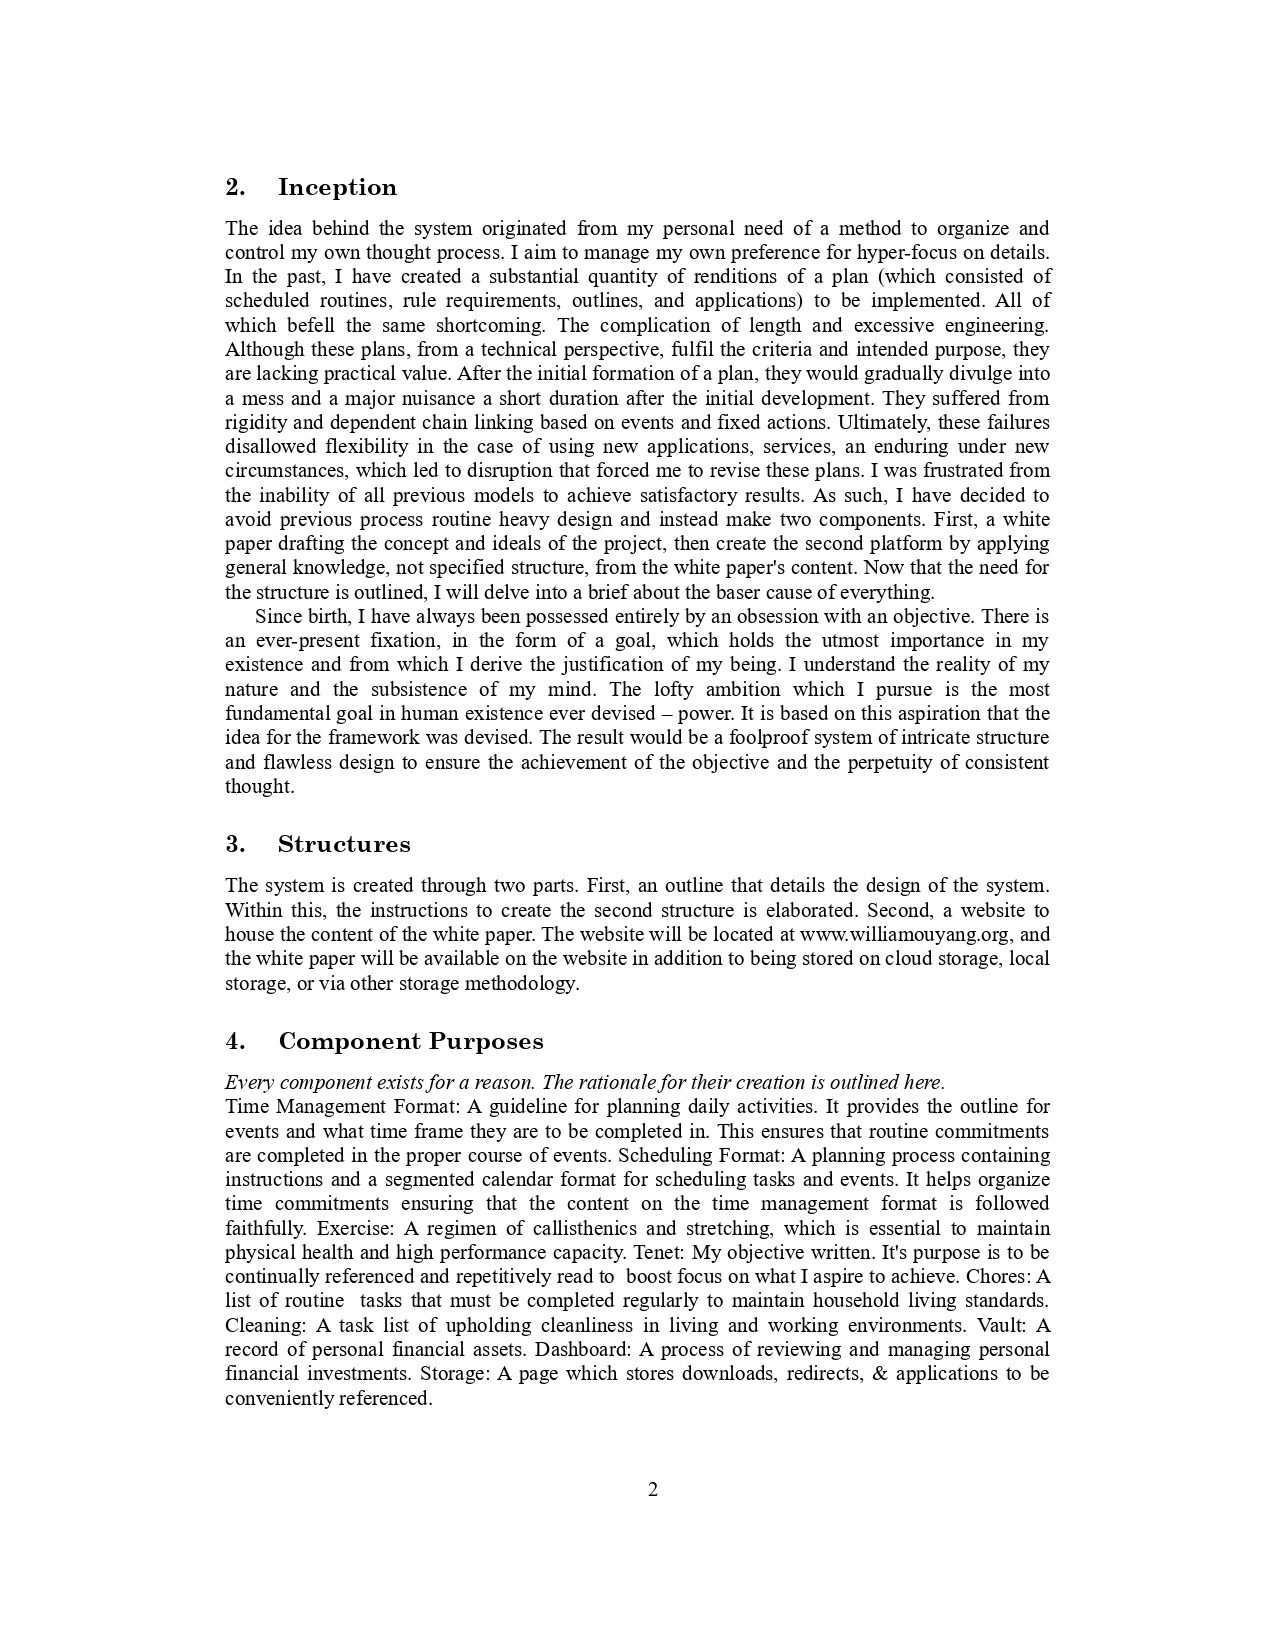 2. Inception
The idea behind the system originated from my personal need of a method to organize and
control my own thought process. I aim to manage my own preference for hyper-focus on details.
In the past, I have created a substantial quantity of renditions of a plan (which consisted of
scheduled routines, rule requirements, outlines, and applications) to be implemented. All of
which befell the same shortcoming. The complication of length and excessive engineering.
Although these plans, from a technical perspective, fulfil the criteria and intended purpose, they
are lacking practical value. After the initial formation of a plan, they would gradually divulge into
a mess and a major nuisance a short duration after the initial development. They suffered from
rigidity and dependent chain linking based on events and fixed actions. Ultimately, these failures
disallowed flexibility in the case of using new applications, services, an enduring under new
circumstances, which led to disruption that forced me to revise these plans. I was frustrated from
the inability of all previous models to achieve satisfactory results. As such, I have decided to
avoid previous process routine heavy design and instead make two components. First, a white
paper drafting the concept and ideals of the project, then create the second platform by applying
general knowledge, not specified structure, from the white paper's content. Now that the need for
the structure is outlined, I will delve into a brief about the baser cause of everything.
Since birth, I have always been possessed entirely by an obsession with an objective. There is
an ever-present fixation, in the form of a goal, which holds the utmost importance in my
existence and from which I derive the justification of my being. I understand the reality of my
nature and the subsistence of my mind. The lofty ambition which I pursue is the most
fundamental goal in human existence ever devised – power. It is based on this aspiration that the
idea for the framework was devised. The result would be a foolproof system of intricate structure
and flawless design to ensure the achievement of the objective and the perpetuity of consistent
thought.
3. Structures
The system is created through two parts. First, an outline that details the design of the system.
Within this, the instructions to create the second structure is elaborated. Second, a website to
house the content of the white paper. The website will be located at www.williamouyang.org, and
the white paper will be available on the website in addition to being stored on cloud storage, local
storage, or via other storage methodology.
4. Component Purposes
Every component exists for a reason. The rationale for their creation is outlined here.
Time Management Format: A guideline for planning daily activities. It provides the outline for
events and what time frame they are to be completed in. This ensures that routine commitments
are completed in the proper course of events. Scheduling Format: A planning process containing
instructions and a segmented calendar format for scheduling tasks and events. It helps organize
time commitments ensuring that the content on the time management format is followed
faithfully. Exercise: A regimen of callisthenics and stretching, which is essential to maintain
physical health and high performance capacity. Tenet: My objective written. It's purpose is to be
continually referenced and repetitively read to boost focus on what I aspire to achieve. Chores: A
list of routine tasks that must be completed regularly to maintain household living standards.
Cleaning: A task list of upholding cleanliness in living and working environments. Vault: A
record of personal financial assets. Dashboard: A process of reviewing and managing personal
financial investments. Storage: A page which stores downloads, redirects, & applications to be
conveniently referenced.
2